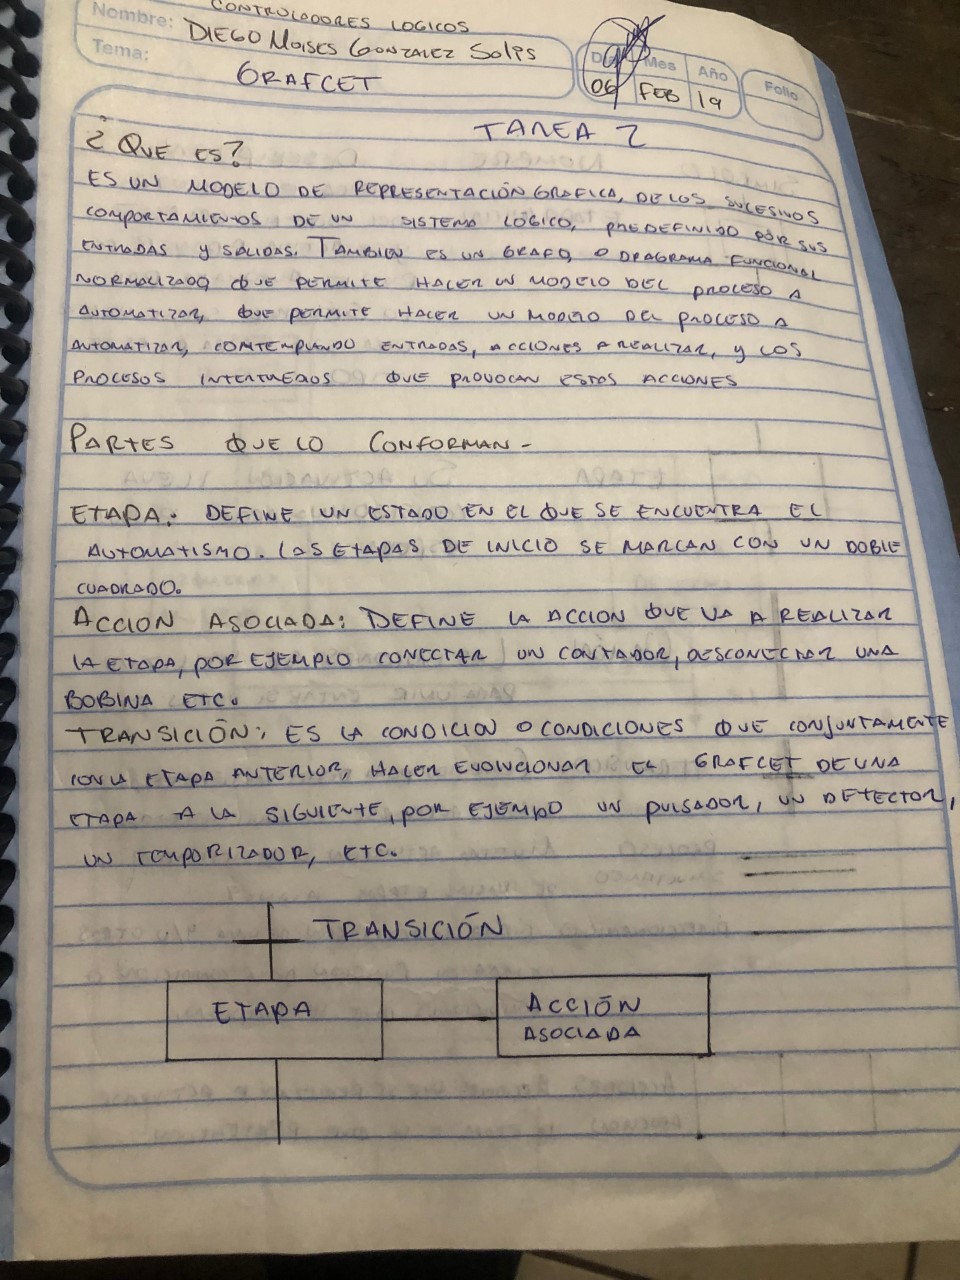 CONTROLADORES LOGICOS
Nombre: DIEGO MOISES GONZALEZ SOLIS
Tema: GRAFCET
Día Mes Año Folio
06 FEB 19
TAREA 2
¿QUE ES?
ES UN MODELO DE REPRESENTACIÓN GRAFICA, DE LOS SUCESIVOS
COMPORTAMIENTOS DE UN SISTEMA LÓGICO, PREDEFINIDO POR SUS
ENTRADAS Y SALIDAS. TAMBIEN ES UN GRAFO, O DIAGRAMA FUNCIONAL
NORMALIZADO, QUE PERMITE HACER UN MODELO DEL PROCESO A
AUTOMATIZAR, QUE PERMITE HACER UN MODELO DEL PROCESO A
AUTOMATIZAR, COMTEMPLANDO ENTRADAS, ACCIONES A REALIZAR, Y LOS
PROCESOS QUE PROVOCAN ESTAS ACCIONES
PARTES QUE LO CONFORMAN -
ETAPA: DEFINE UN ESTADO EN EL QUE SE ENCUENTRA EL
AUTOMATISMO. LAS ETAPAS DE INICIO SE MARCAN CON UN DOBLE
CUADRADO.
ACCION ASOCIADA: DEFINE LA ACCION QUE VA A REALIZAR
LA ETAPA, POR EJEMPLO CONECTAR UN CONTADOR, DESCONECTAR UNA
BOBINA ETC.
TRANSICIÓN: ES LA CONDICION O CONDICIONES QUE CONJUNTAMENTE
CON LA ETAPA ANTERIOR, HACER EVOLUCIONAR EL GRAFCET DE UNA
ETAPA A LA SIGUIENTE, POR EJEMPO UN PULSADOR, UN DETECTOR,
UN TEMPORIZADOR, ETC.
TRANSICIÓN
ETAPA
ACCIÓN
ASOCIADA